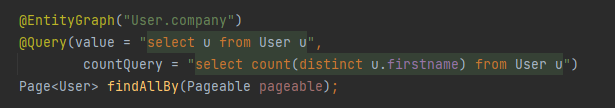 @EntityGraph("User.company")
@Query(value = "select u from User u",
countQuery = "select count(distinct u.firstname) from User u")
Page<User> findAllBy(Pageable pageable);